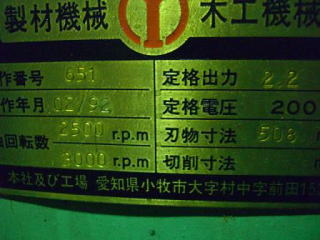 製材機械 木工機械
作番号 651 定格出力 2.2
作年月 02/92 定格電圧 200
回転数 2500 r.p.m 刃物寸法 508
3000 r.p.m 切削寸法
本社及び工場 愛知県小牧市大字村中字前田15